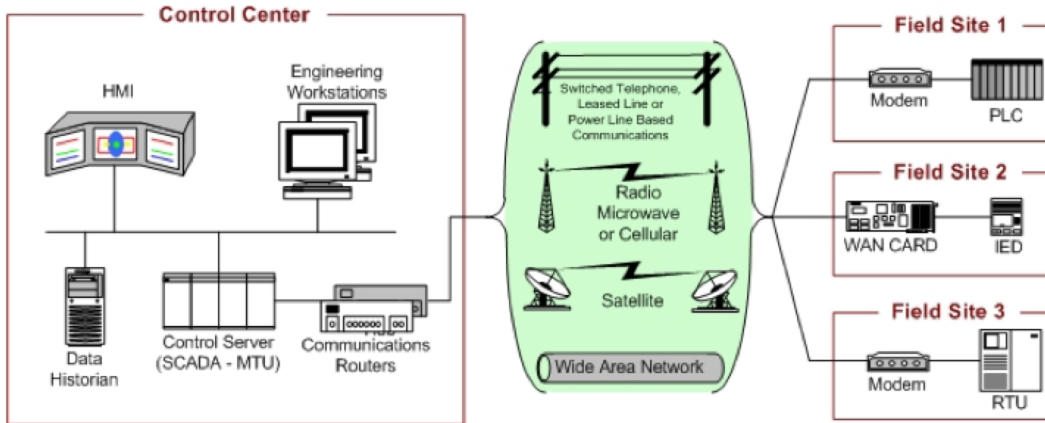 Control Center
HMI
Engineering
Workstations
Data
Historian
Control Server
(SCADA - MTU)
Communications
Routers
Switched Telephone,
Leased Line or
Power Line Based
Communications
Radio
Microwave
or Cellular
Satellite
Wide Area Network
Field Site 1
Modem
PLC
Field Site 2
WAN CARD
IED
Field Site 3
Modem
RTU